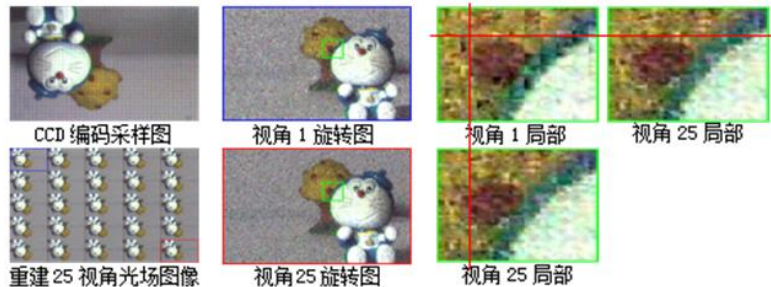 CCD 编码采样图
视角 1 旋转图
视角 1 局部
视角 25 局部
重建 25 视角光场图像
视角25 旋转图
视角 25 局部